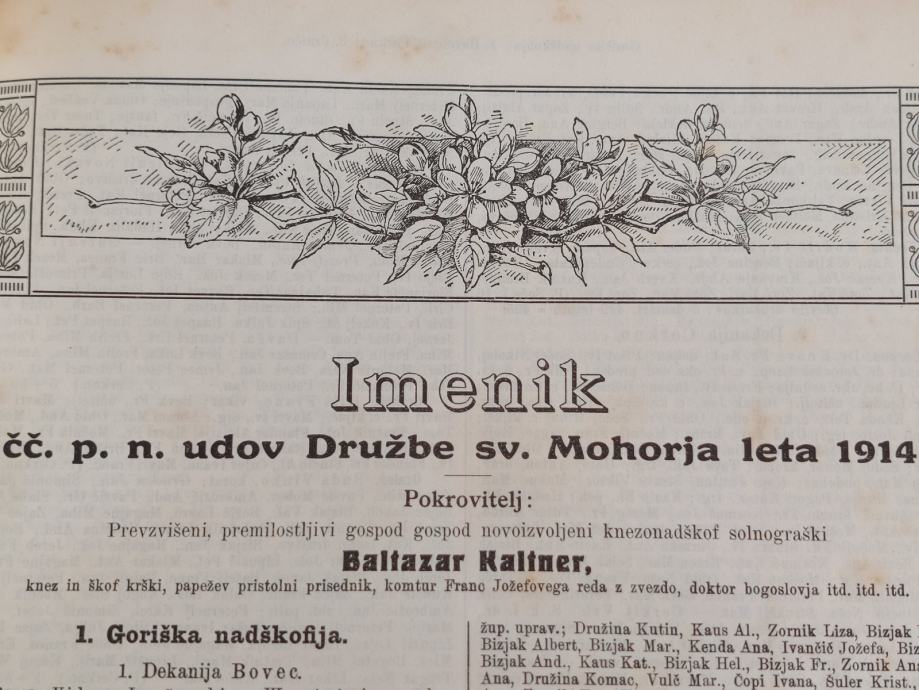 Imenik
čč. p. n. udov Družbe sv. Mohorja leta 1914
Pokrovitelj:
Prevzvišeni, premilostljivi gospod gospod novoizvoljeni knezonadškof solnograški
Baltazar Kaltner,
knez in škof krški, papežev pristolni prisednik, komtur Franc Jožefovega reda z zvezdo, doktor bogoslovja itd. itd. itd.
1. Goriška nadškofija.
1. Dekanija Bovec.
žup. uprav.; Družina Kutin, Kaus Al., Zornik Liza, Bizjak
Bizjak Albert, Bizjak Mar., Kenda Ana, Ivančič Jožefa,
Bizjak And., Kaus Kat., Bizjak Hel., Bizjak Fr., Zornik
Ana, Družina Komac, Vulč Mar., Čopi Ivana, Šuler Krist.,